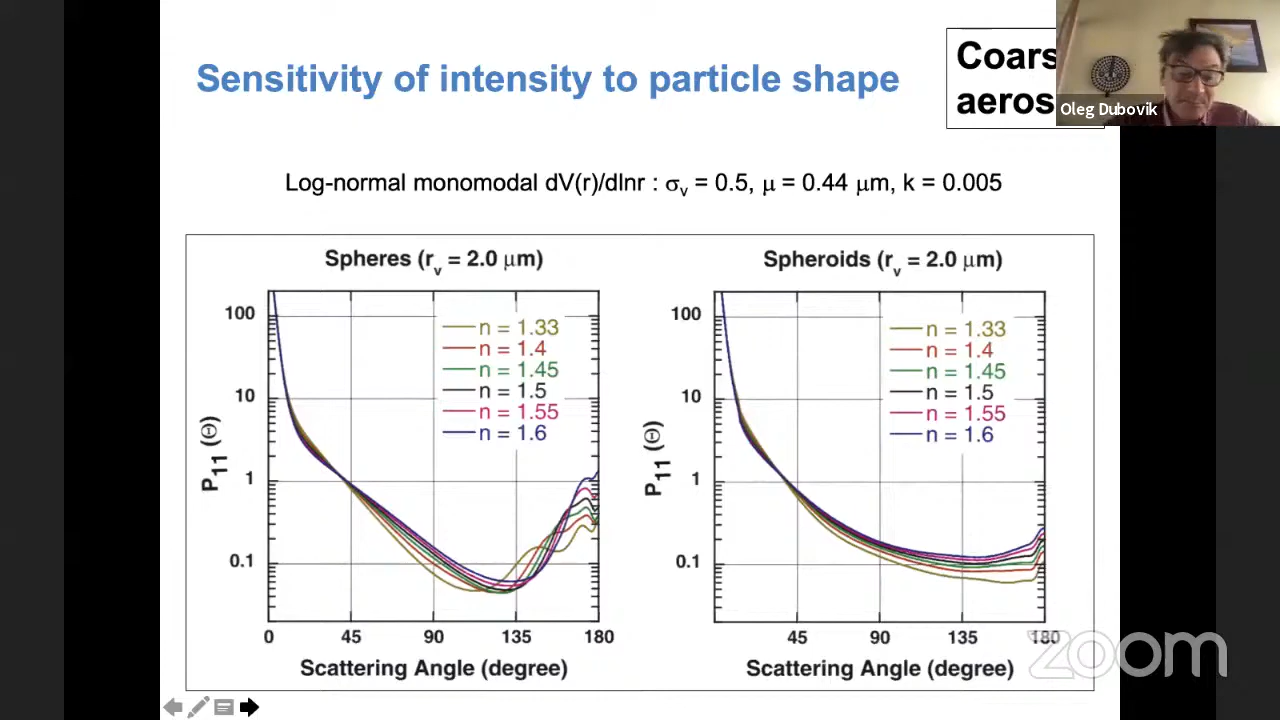 Sensitivity of intensity to particle shape
Coars
aeros
Oleg Dubovik
Log-normal monomodal dV(r)/dlnr : σv = 0.5, μ = 0.44 μm, k = 0.005
Spheres (rv = 2.0 μm)
100
10
1
0.1
P11 (Θ)
n = 1.33
n = 1.4
n = 1.45
n = 1.5
n = 1.55
n = 1.6
0 45 90 135 180
Scattering Angle (degree)
Spheroids (rv = 2.0 μm)
100
10
1
0.1
P11 (Θ)
n = 1.33
n = 1.4
n = 1.45
n = 1.5
n = 1.55
n = 1.6
45 90 135 180
Scattering Angle (degree)
zoom